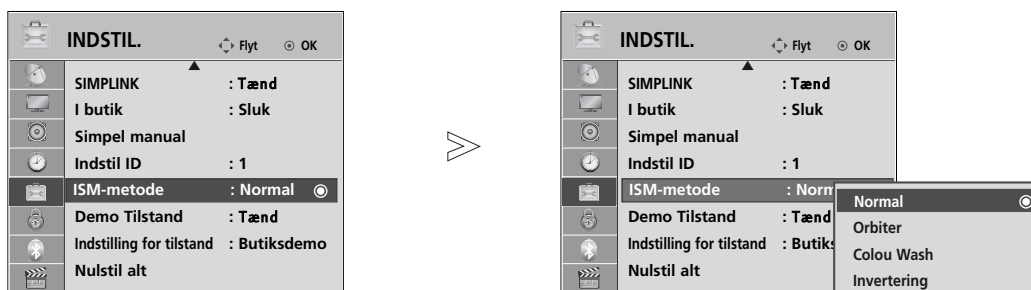 INDSTIL. Flyt OK
SIMPLINK : Tænd
I butik : Sluk
Simpel manual
Indstil ID : 1
ISM-metode : Normal
Demo Tilstand : Tænd
Indstilling for tilstand : Butiksdemo
Nulstil alt
INDSTIL. Flyt OK
SIMPLINK : Tænd
I butik : Sluk
Simpel manual
Indstil ID : 1
ISM-metode : Norm
Demo Tilstand : Tænd
Indstilling for tilstand : Butiks
Nulstil alt
Normal
Orbiter
Colou Wash
Invertering